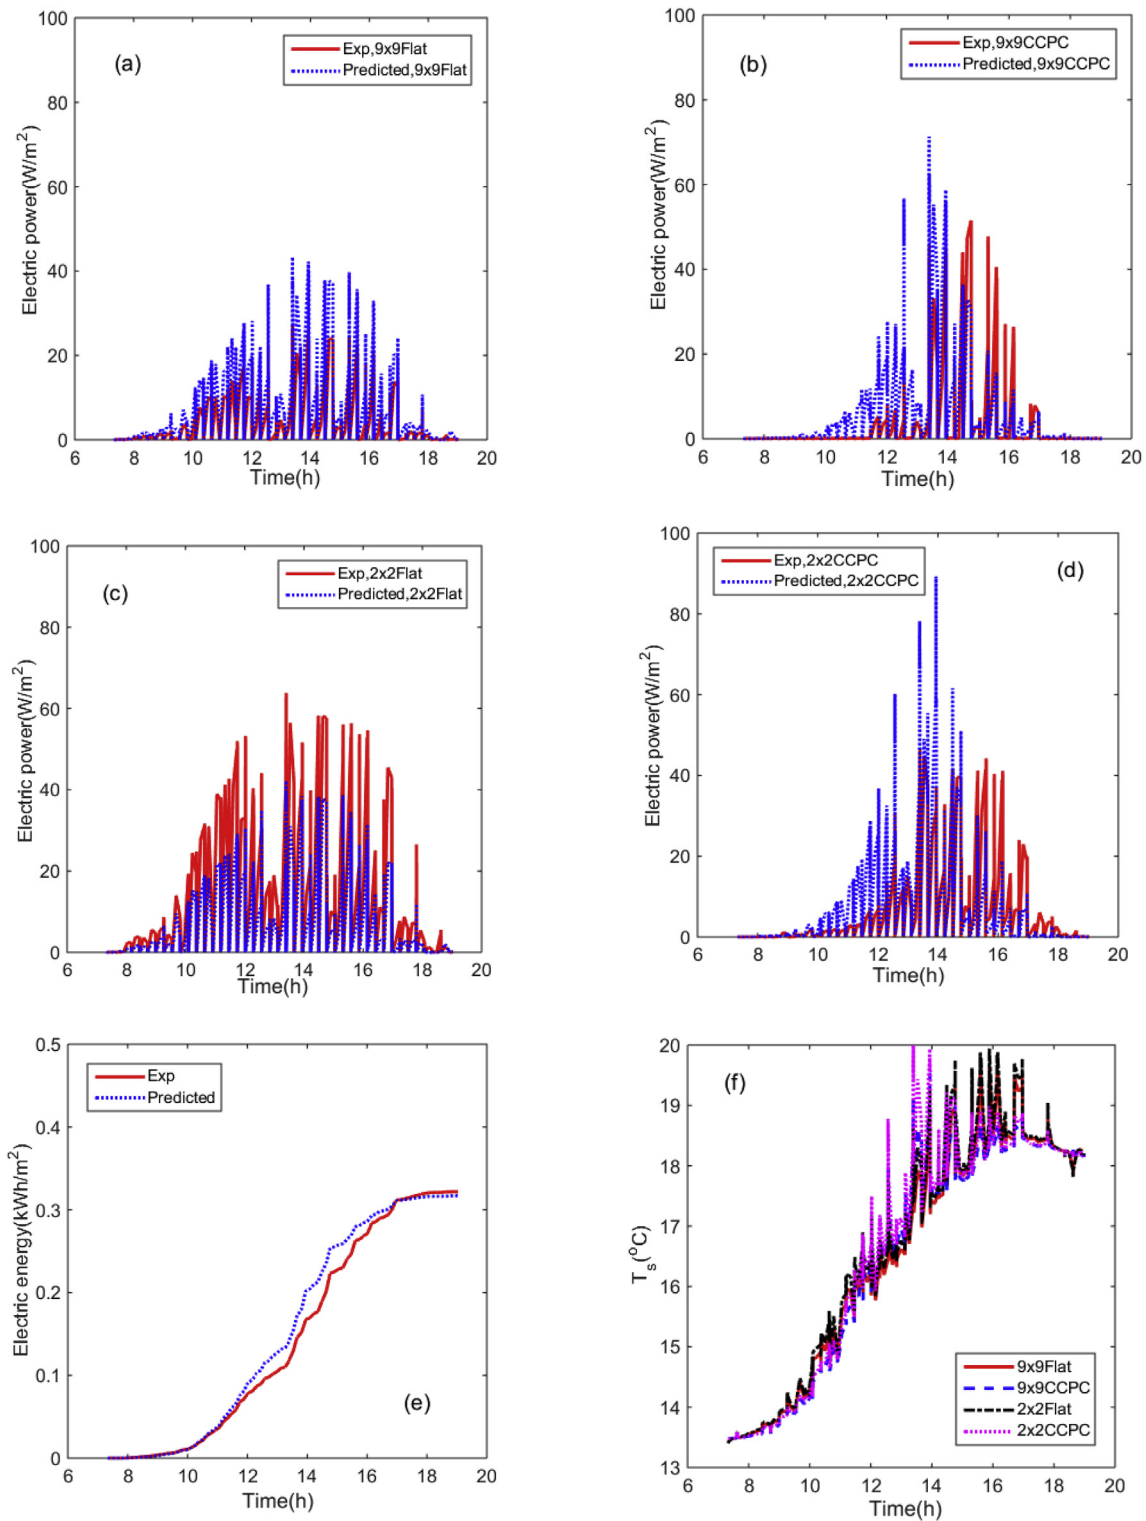 100
80
60
40
20
0
Electric power(W/m²)
(a)
Exp,9x9Flat
Predicted,9x9Flat
6 8 10 12 14 16 18 20
Time(h)
100
80
60
40
20
0
Electric power(W/m²)
(b)
Exp,9x9CCPC
Predicted,9x9CCPC
6 8 10 12 14 16 18 20
Time(h)
100
80
60
40
20
0
Electric power(W/m²)
(c)
Exp,2x2Flat
Predicted,2x2Flat
6 8 10 12 14 16 18 20
Time(h)
100
80
60
40
20
0
Electric power(W/m²)
Exp,2x2CCPC
Predicted,2x2CCPC
(d)
6 8 10 12 14 16 18 20
Time(h)
0.5
0.4
0.3
0.2
0.1
0
Electric energy(kWh/m²)
Exp
Predicted
(e)
6 8 10 12 14 16 18 20
Time(h)
20
19
18
17
16
15
14
13
Tₛ(°C)
(f)
9x9Flat
9x9CCPC
2x2Flat
2x2CCPC
6 8 10 12 14 16 18 20
Time(h)